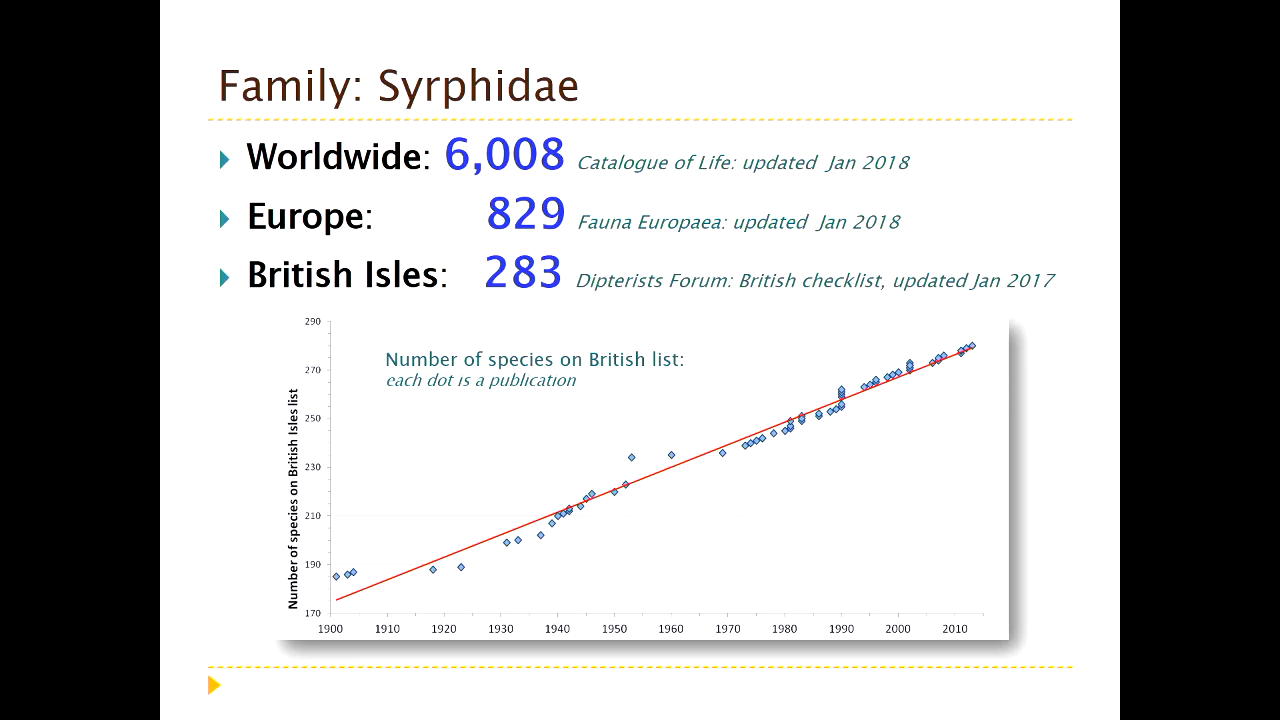 Family: Syrphidae
Worldwide: 6,008 Catalogue of Life: updated Jan 2018
Europe: 829 Fauna Europaea: updated Jan 2018
British Isles: 283 Dipterists Forum: British checklist, updated Jan 2017
Number of species on British list:
each dot is a publication
Number of species on British Isles list
290
270
250
230
210
190
170
1900 1910 1920 1930 1940 1950 1960 1970 1980 1990 2000 2010